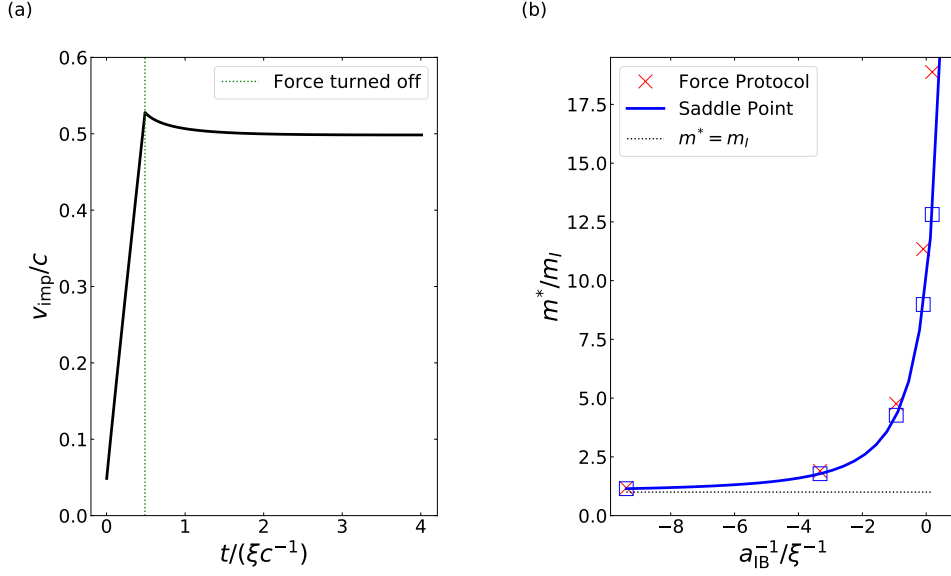 (a)
(b)
0.6
0.5
0.4
0.3
0.2
0.1
0.0
v_imp/c
Force turned off
0
1
2
3
4
t/(ξc⁻¹)
17.5
15.0
12.5
10.0
7.5
5.0
2.5
0.0
m*/m_I
Force Protocol
Saddle Point
m* = m_I
−8
−6
−4
−2
0
a_IB⁻¹/ξ⁻¹